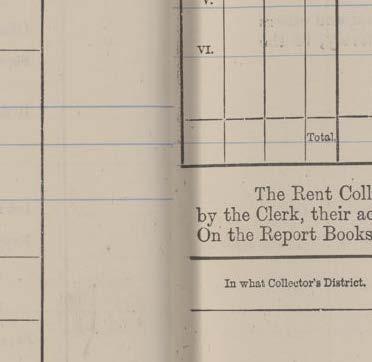 V.
VI.
Total.
The Rent Coll
by the Clerk, their ac
On the Report Books
In what Collector's District.